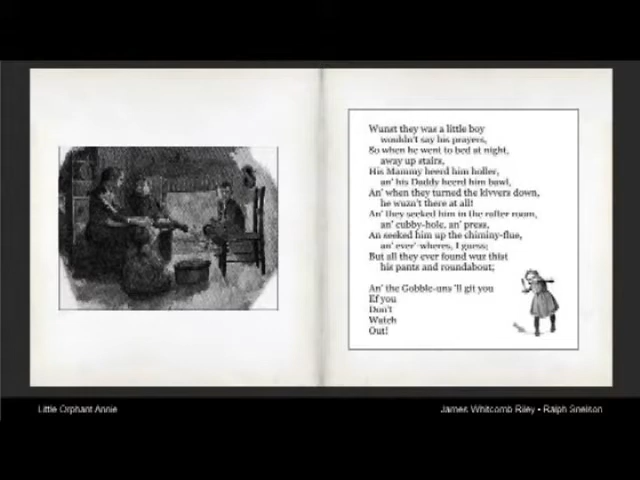 Wunst they was a little boy
wouldn't say his prayers,
So when he went to bed at night,
away up stairs,
His Mammy heerd him holler,
an' his Daddy heerd him bawl,
An' when they turned the kivvers down,
he wuzn't there at all!
An' they seeked him in the rafter room,
an' cubby-hole, an' press,
An seeked him up the chimbly-flue,
an' ever'-wheres, I guess;
But all they ever found wuz thist
his pants and roundabout;
An' the Gobble-uns 'll git you
Ef you
Don't
Watch
Out!
Little Orphant Annie
James Whitcomb Riley • Ralph Snelson